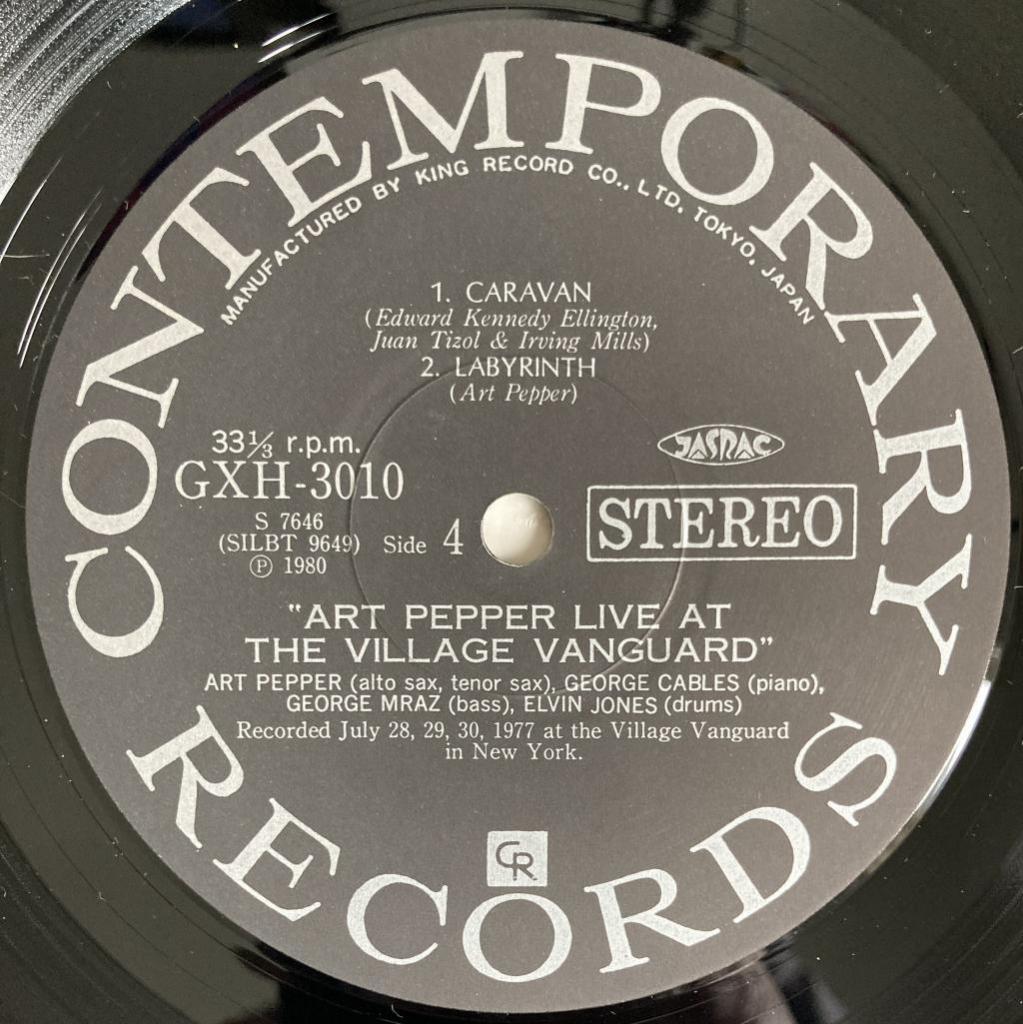 CONTEMPORARY
MANUFACTURED BY KING RECORD CO., LTD. TOKYO, JAPAN
1. CARAVAN
(Edward Kennedy Ellington,
Juan Tizol & Irving Mills)
2. LABYRINTH
(Art Pepper)
33⅓ r.p.m.
GXH-3010
JASRAC
S 7646
(SILBT 9649)
Ⓟ 1980
Side 4
STEREO
"ART PEPPER LIVE AT
THE VILLAGE VANGUARD"
ART PEPPER (alto sax, tenor sax), GEORGE CABLES (piano),
GEORGE MRAZ (bass), ELVIN JONES (drums)
Recorded July 28, 29, 30, 1977 at the Village Vanguard
in New York.
CR
RECORDS